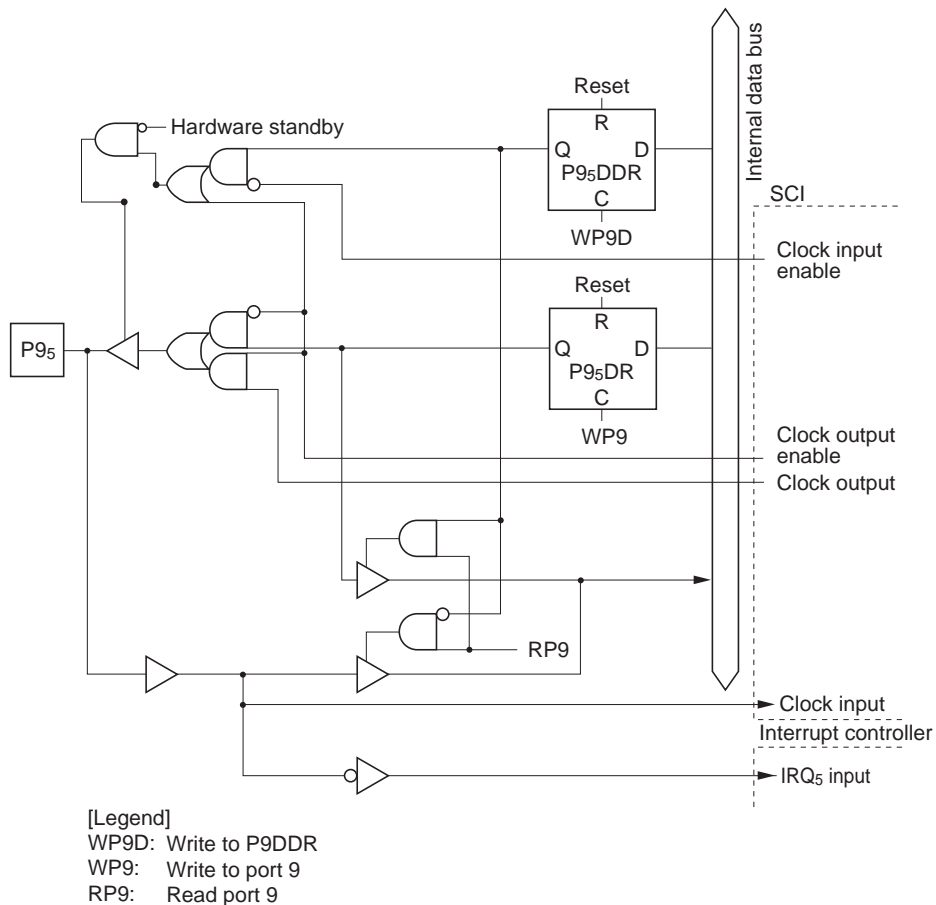 Reset
Hardware standby
R
Q D
P9₅DDR
C
WP9D
Internal data bus
SCI
Clock input
enable
Reset
R
Q D
P9₅DR
C
WP9
P9₅
Clock output
enable
Clock output
RP9
Clock input
Interrupt controller
IRQ₅ input
[Legend]
WP9D: Write to P9DDR
WP9: Write to port 9
RP9: Read port 9